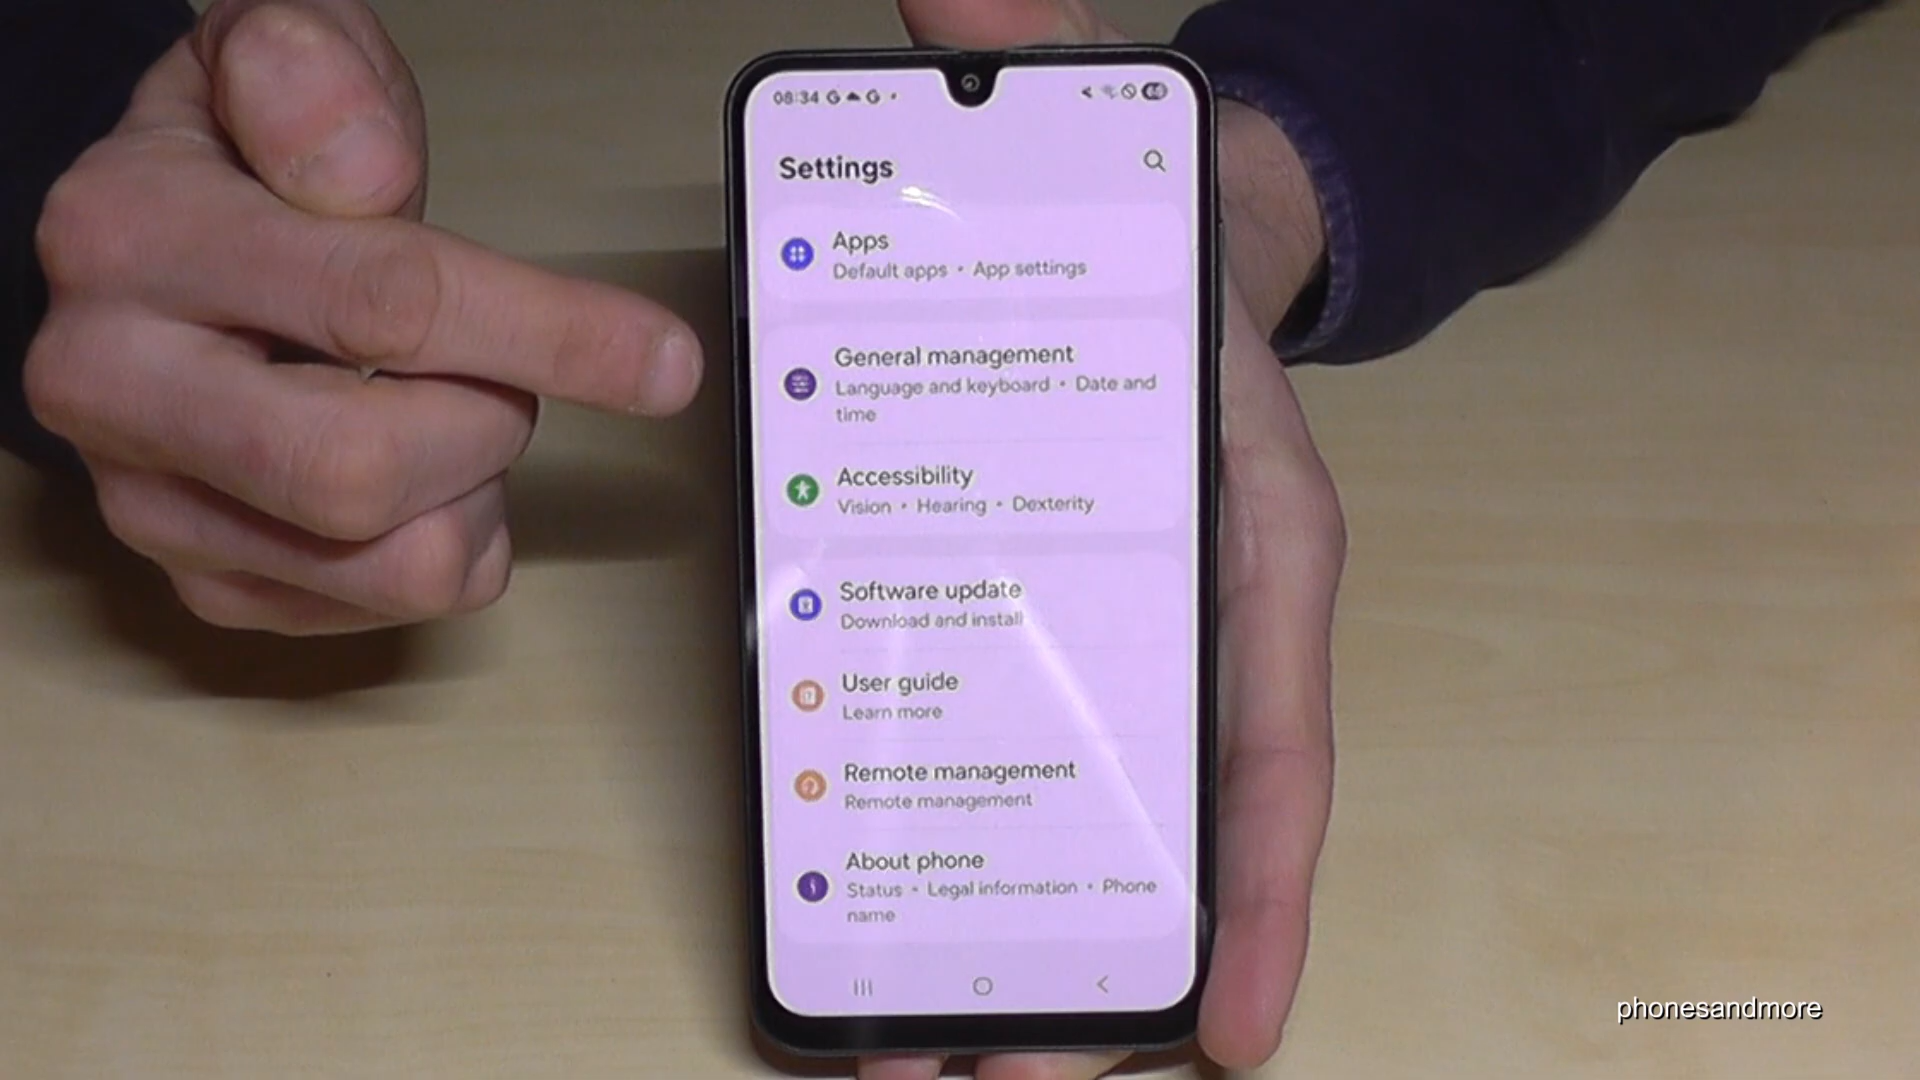 08:34 G G
Settings
Apps
Default apps • App settings
General management
Language and keyboard • Date and
time
Accessibility
Vision • Hearing • Dexterity
Software update
Download and install
User guide
Learn more
Remote management
Remote management
About phone
Status • Legal information • Phone
name
phonesandmore